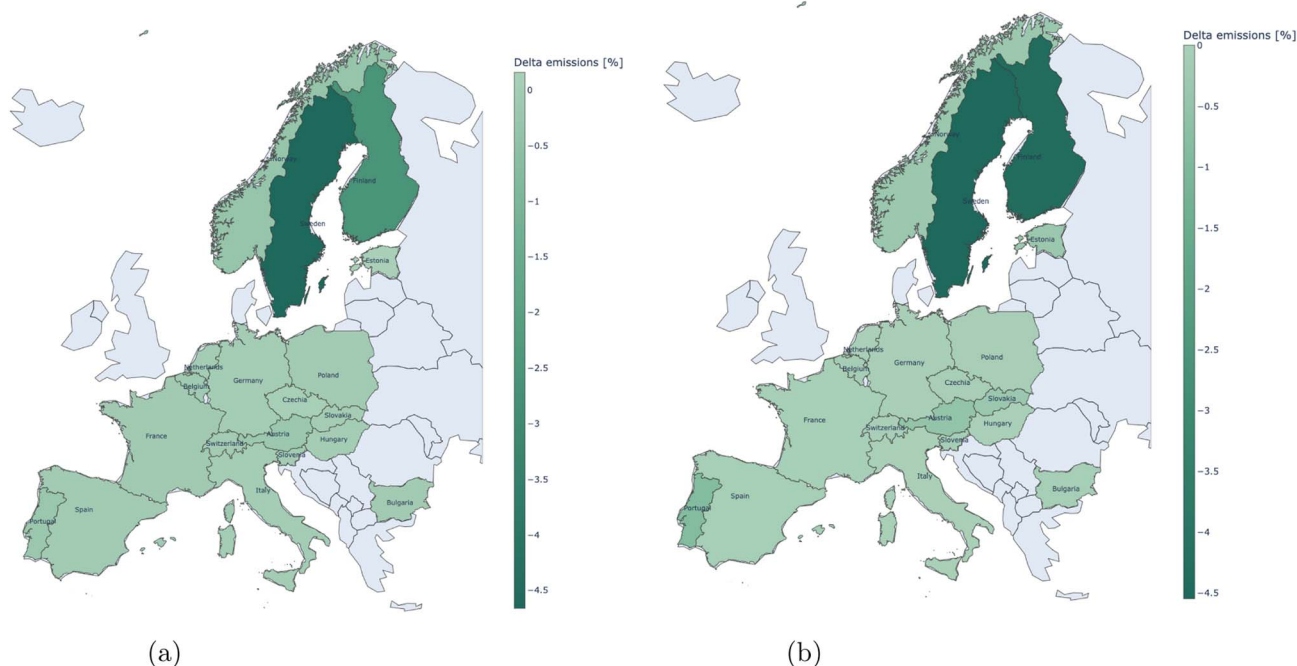 Delta emissions [%]
0
−0.5
−1
−1.5
−2
−2.5
−3
−3.5
−4
−4.5
Norway
Finland
Sweden
Estonia
Netherlands
Belgium
Germany
Poland
Czechia
Slovakia
France
Switzerland
Austria
Hungary
Slovenia
Italy
Bulgaria
Portugal
Spain
(a)
Delta emissions [%]
0
−0.5
−1
−1.5
−2
−2.5
−3
−3.5
−4
−4.5
Norway
Finland
Sweden
Estonia
Netherlands
Belgium
Germany
Poland
Czechia
Slovakia
France
Switzerland
Austria
Hungary
Slovenia
Italy
Bulgaria
Portugal
Spain
(b)